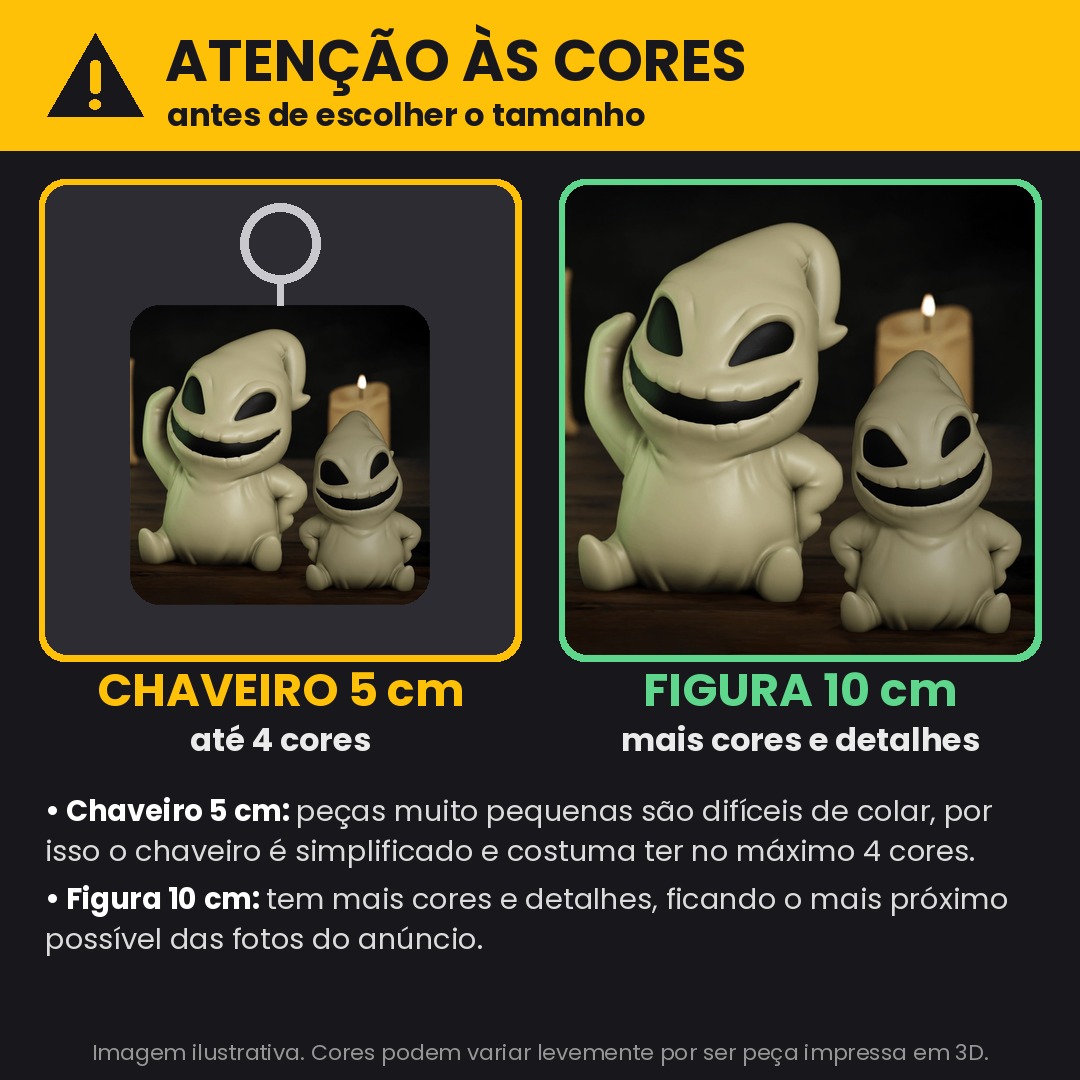 ATENÇÃO ÀS CORES
antes de escolher o tamanho
CHAVEIRO 5 cm
até 4 cores
FIGURA 10 cm
mais cores e detalhes
• Chaveiro 5 cm: peças muito pequenas são difíceis de colar, por
isso o chaveiro é simplificado e costuma ter no máximo 4 cores.
• Figura 10 cm: tem mais cores e detalhes, ficando o mais próximo
possível das fotos do anúncio.
Imagem ilustrativa. Cores podem variar levemente por ser peça impressa em 3D.